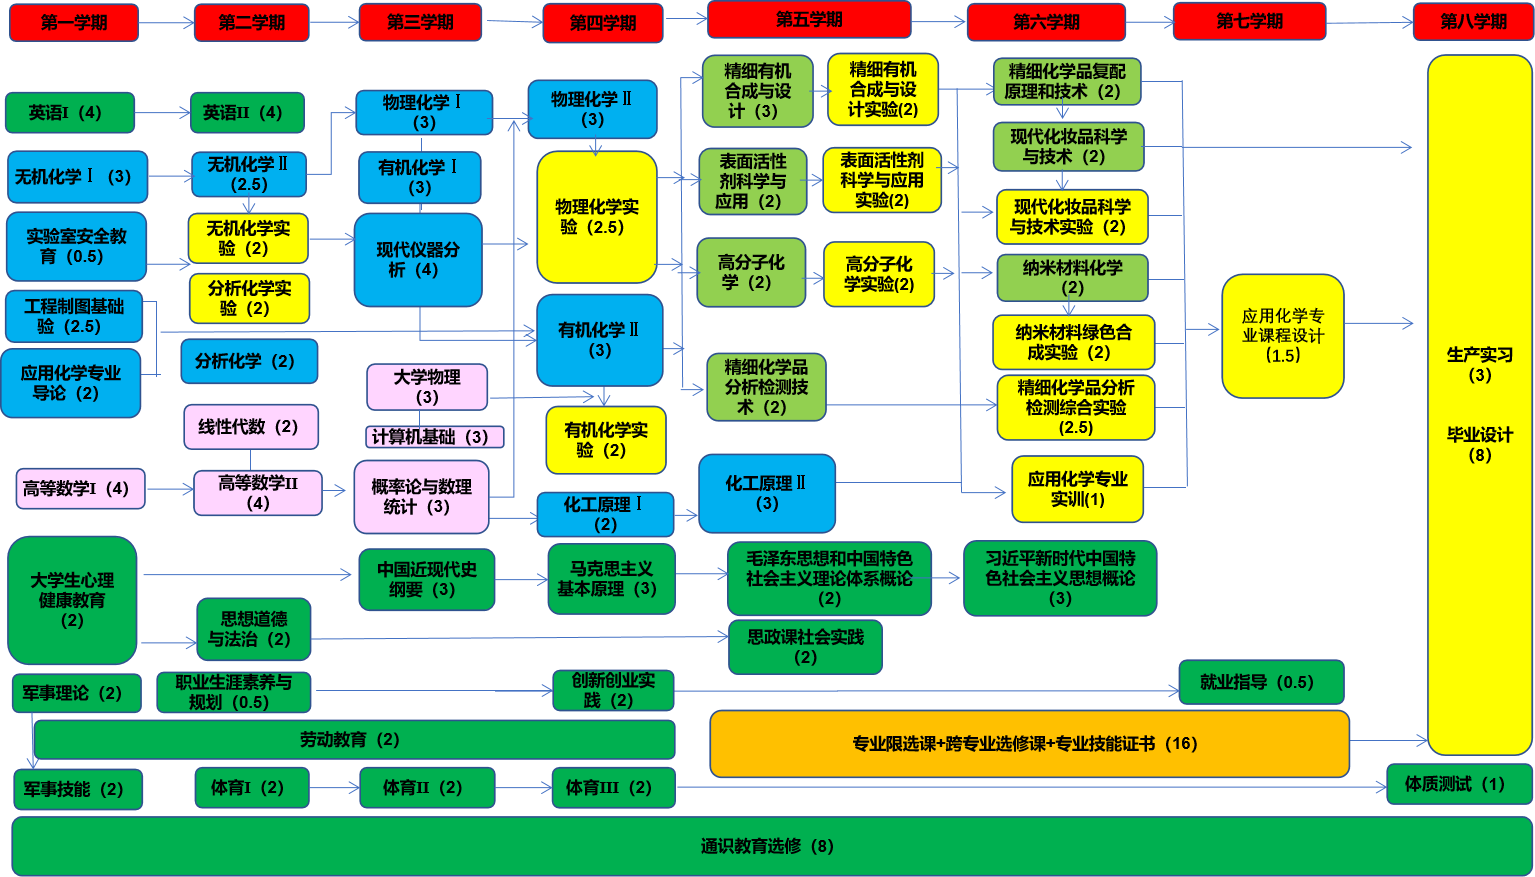 第一学期
第二学期
第三学期
第四学期
第五学期
第六学期
第七学期
第八学期
英语I（4）
无机化学Ⅰ（3）
实验室安全教
育（0.5）
工程制图基础
验（2.5）
应用化学专业
导论（2）
高等数学I（4）
大学生心理
健康教育
（2）
军事理论（2）
军事技能（2）
英语II（4）
无机化学Ⅱ
（2.5）
无机化学实
验（2）
分析化学实
验（2）
分析化学（2）
线性代数（2）
高等数学II
（4）
思想道德
与法治（2）
职业生涯素养与
规划（0.5）
劳动教育（2）
体育I（2）
物理化学Ⅰ
（3）
有机化学Ⅰ
（3）
现代仪器分
析（4）
大学物理
（3）
计算机基础（3）
概率论与数理
统计（3）
中国近现代史
纲要（3）
体育II（2）
物理化学Ⅱ
（3）
物理化学实
验（2.5）
有机化学Ⅱ
（3）
有机化学实
验（2）
化工原理Ⅰ
（2）
马克思主义
基本原理（3）
创新创业实
践（2）
体育III（2）
精细有机
合成与设
计（3）
精细有机
合成与设
计实验(2)
表面活性
剂科学与
应用（2）
表面活性剂
科学与应用
实验(2)
高分子化
学（2）
高分子化
学实验(2)
精细化学品
分析检测技
术（2）
化工原理Ⅱ
（3）
毛泽东思想和中国特色
社会主义理论体系概论
（2）
思政课社会实践
（2）
精细化学品复配
原理和技术（2）
现代化妆品科学
与技术（2）
现代化妆品科学
与技术实验（2）
纳米材料化学
（2）
纳米材料绿色合
成实验（2）
精细化学品分析
检测综合实验
(2.5)
应用化学专业
实训(1)
习近平新时代中国特
色社会主义思想概论
（3）
应用化学专
业课程设计
（1.5）
就业指导（0.5）
专业限选课+跨专业选修课+专业技能证书（16）
生产实习
（3）
毕业设计
（8）
体质测试（1）
通识教育选修（8）